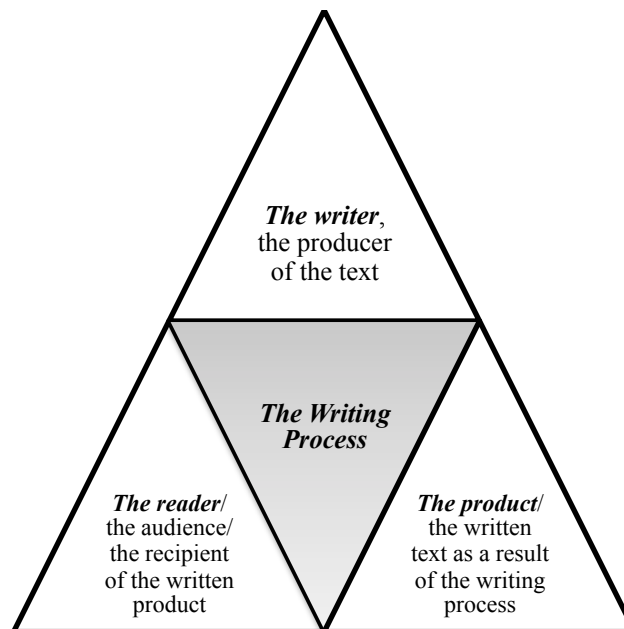 The writer,
the producer
of the text
The Writing
Process
The reader/
the audience/
the recipient
of the written
product
The product/
the written
text as a result
of the writing
process